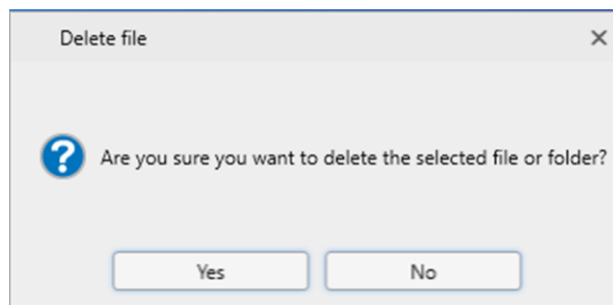 Delete file
Are you sure you want to delete the selected file or folder?
Yes
No